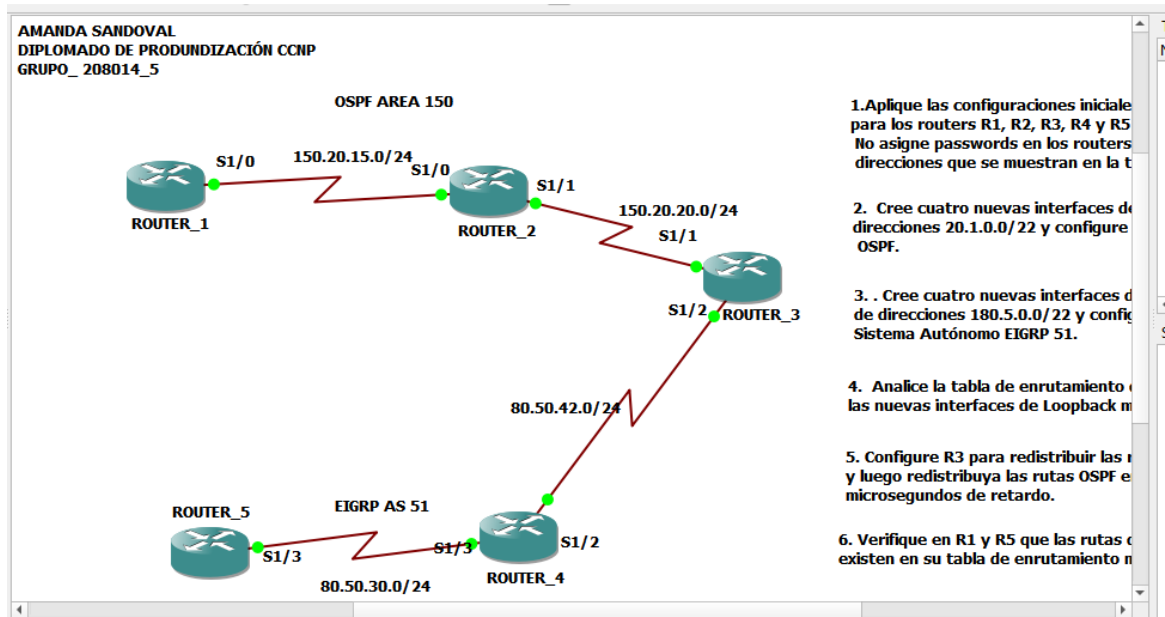 AMANDA SANDOVAL
DIPLOMADO DE PRODUNDIZACIÓN CCNP
GRUPO_ 208014_5
OSPF AREA 150
S1/0
150.20.15.0/24
S1/0
S1/1
ROUTER_1
ROUTER_2
150.20.20.0/24
S1/1
S1/2
ROUTER_3
80.50.42.0/24
ROUTER_5
EIGRP AS 51
S1/3
S1/3
S1/2
ROUTER_4
80.50.30.0/24
1.Aplique las configuraciones iniciale
para los routers R1, R2, R3, R4 y R5
No asigne passwords en los routers
direcciones que se muestran en la t
2. Cree cuatro nuevas interfaces de
direcciones 20.1.0.0/22 y configure
OSPF.
3. . Cree cuatro nuevas interfaces d
de direcciones 180.5.0.0/22 y config
Sistema Autónomo EIGRP 51.
4. Analice la tabla de enrutamiento
las nuevas interfaces de Loopback m
5. Configure R3 para redistribuir las
y luego redistribuya las rutas OSPF e
microsegundos de retardo.
6. Verifique en R1 y R5 que las rutas
existen en su tabla de enrutamiento